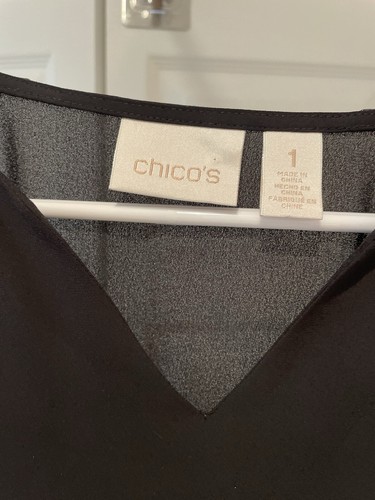 chico's
1
MADE IN
CHINA
HECHO EN
CHINA
FABRIQUÉ EN
CHINE